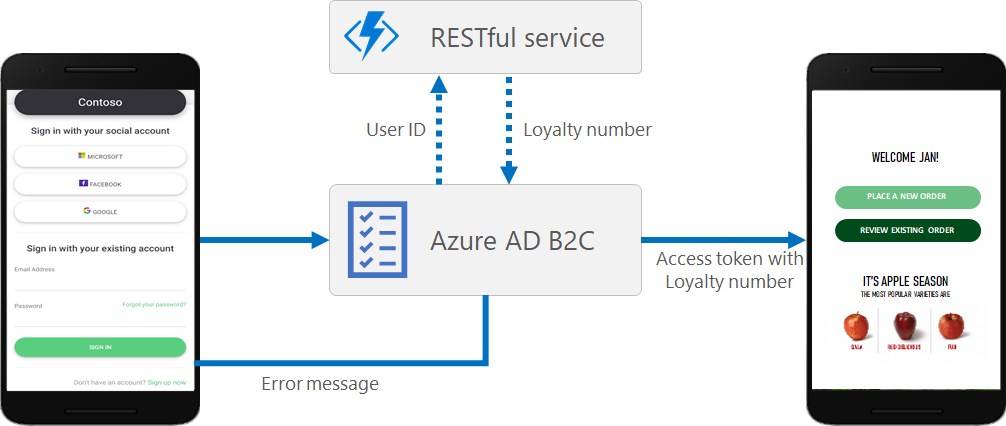 RESTful service
User ID
Loyalty number
Azure AD B2C
Access token with
Loyalty number
Error message
Contoso
Sign in with your social account
MICROSOFT
FACEBOOK
GOOGLE
Sign in with your existing account
Email Address
Password
Forgot your password?
SIGN IN
Don't have an account? Sign up now
WELCOME JAN!
PLACE A NEW ORDER
REVIEW EXISTING ORDER
IT'S APPLE SEASON
THE MOST POPULAR VARIETIES ARE
GALA
RED DELICIOUS
FUJI